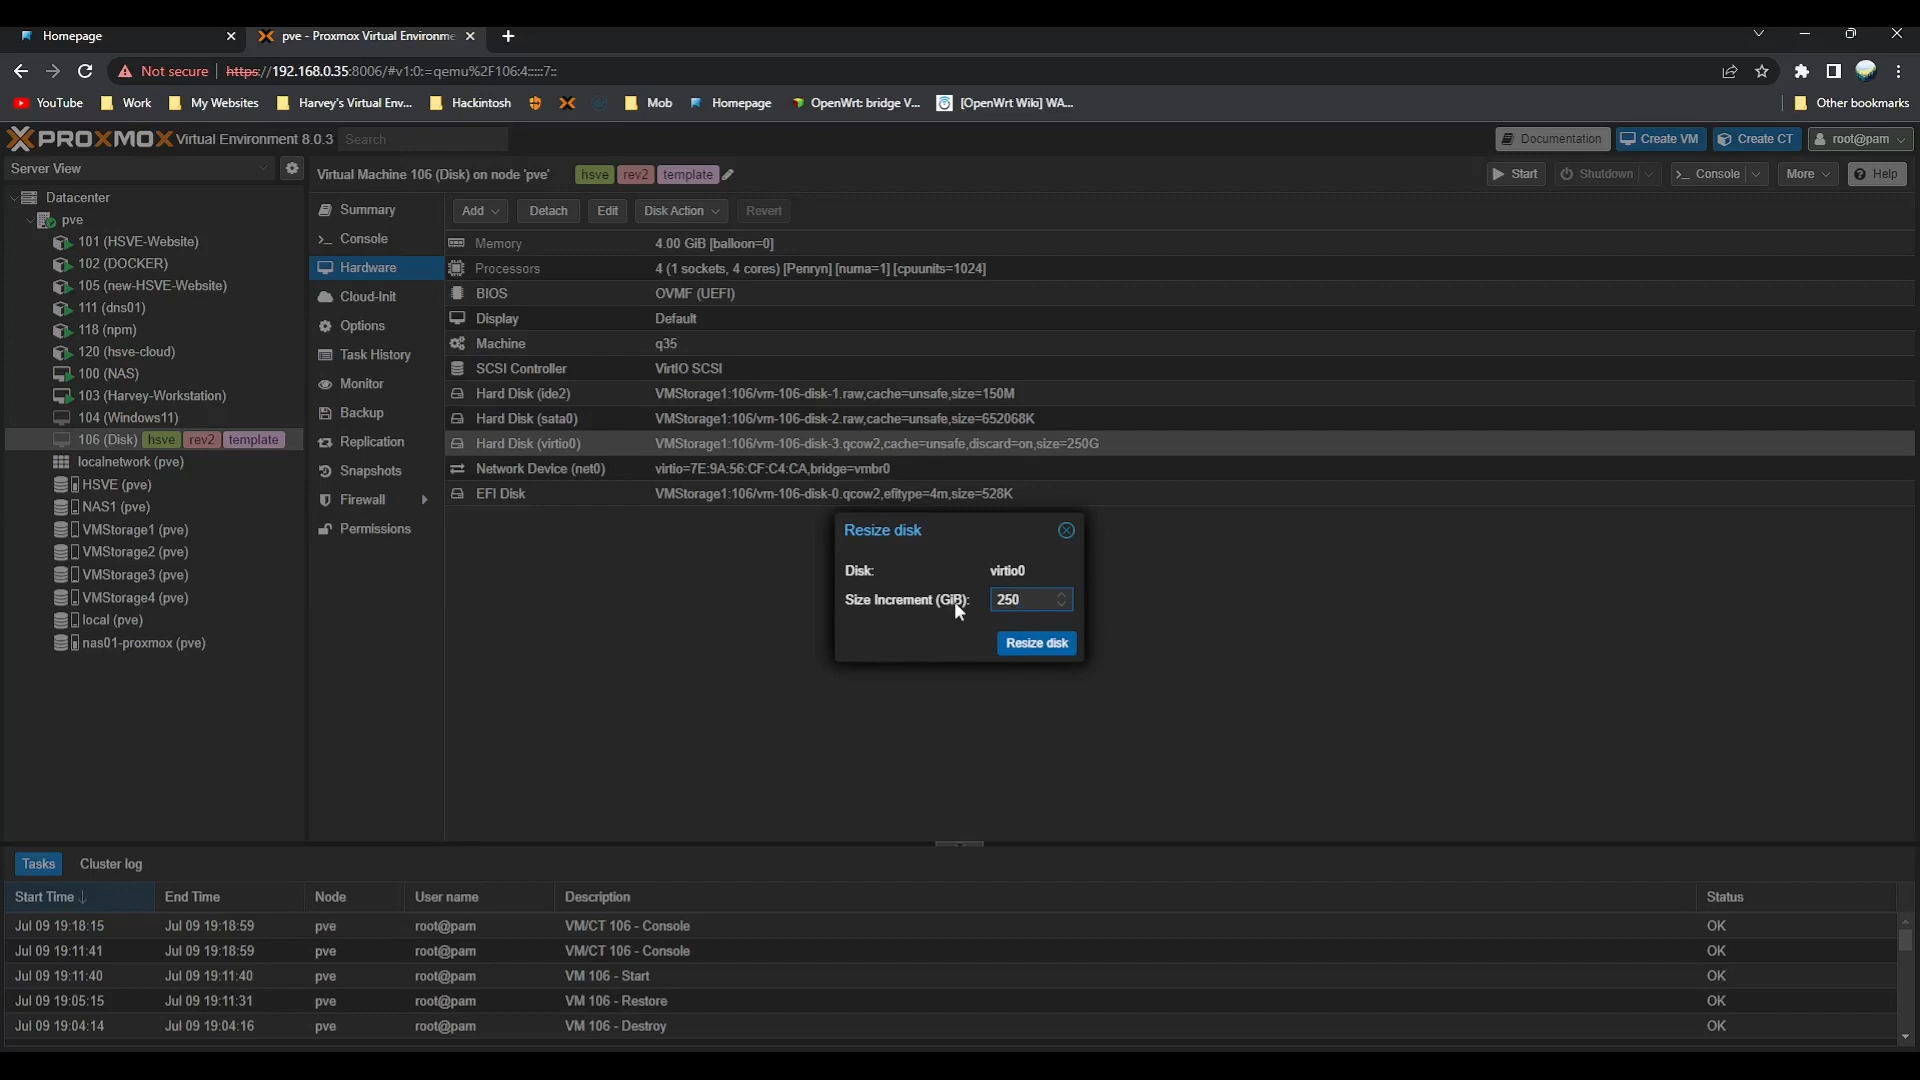 Homepage
pve - Proxmox Virtual Environme
Not secure
https://192.168.0.35:8006/#v1:0:=qemu%2F106:4:::::7::
YouTube
Work
My Websites
Harvey's Virtual Env...
Hackintosh
Mob
Homepage
OpenWrt: bridge V...
[OpenWrt Wiki] WA...
Other bookmarks
PROXMOX Virtual Environment 8.0.3
Search
Documentation
Create VM
Create CT
root@pam
Server View
Virtual Machine 106 (Disk) on node 'pve'
hsve rev2 template
Start
Shutdown
Console
More
Help
Datacenter
pve
101 (HSVE-Website)
102 (DOCKER)
105 (new-HSVE-Website)
111 (dns01)
118 (npm)
120 (hsve-cloud)
100 (NAS)
103 (Harvey-Workstation)
104 (Windows11)
106 (Disk) hsve rev2 template
localnetwork (pve)
HSVE (pve)
NAS1 (pve)
VMStorage1 (pve)
VMStorage2 (pve)
VMStorage3 (pve)
VMStorage4 (pve)
local (pve)
nas01-proxmox (pve)
Summary
Console
Hardware
Cloud-Init
Options
Task History
Monitor
Backup
Replication
Snapshots
Firewall
Permissions
Add
Detach
Edit
Disk Action
Revert
Memory 4.00 GiB [balloon=0]
Processors 4 (1 sockets, 4 cores) [Penryn] [numa=1] [cpuunits=1024]
BIOS OVMF (UEFI)
Display Default
Machine q35
SCSI Controller VirtIO SCSI
Hard Disk (ide2) VMStorage1:106/vm-106-disk-1.raw,cache=unsafe,size=150M
Hard Disk (sata0) VMStorage1:106/vm-106-disk-2.raw,cache=unsafe,size=652068K
Hard Disk (virtio0) VMStorage1:106/vm-106-disk-3.qcow2,cache=unsafe,discard=on,size=250G
Network Device (net0) virtio=7E:9A:56:CF:C4:CA,bridge=vmbr0
EFI Disk VMStorage1:106/vm-106-disk-0.qcow2,efitype=4m,size=528K
Resize disk
Disk: virtio0
Size Increment (GiB): 250
Resize disk
Tasks
Cluster log
Start Time End Time Node User name Description Status
Jul 09 19:18:15 Jul 09 19:18:59 pve root@pam VM/CT 106 - Console OK
Jul 09 19:11:41 Jul 09 19:18:59 pve root@pam VM/CT 106 - Console OK
Jul 09 19:11:40 Jul 09 19:11:40 pve root@pam VM 106 - Start OK
Jul 09 19:05:15 Jul 09 19:11:31 pve root@pam VM 106 - Restore OK
Jul 09 19:04:14 Jul 09 19:04:16 pve root@pam VM 106 - Destroy OK